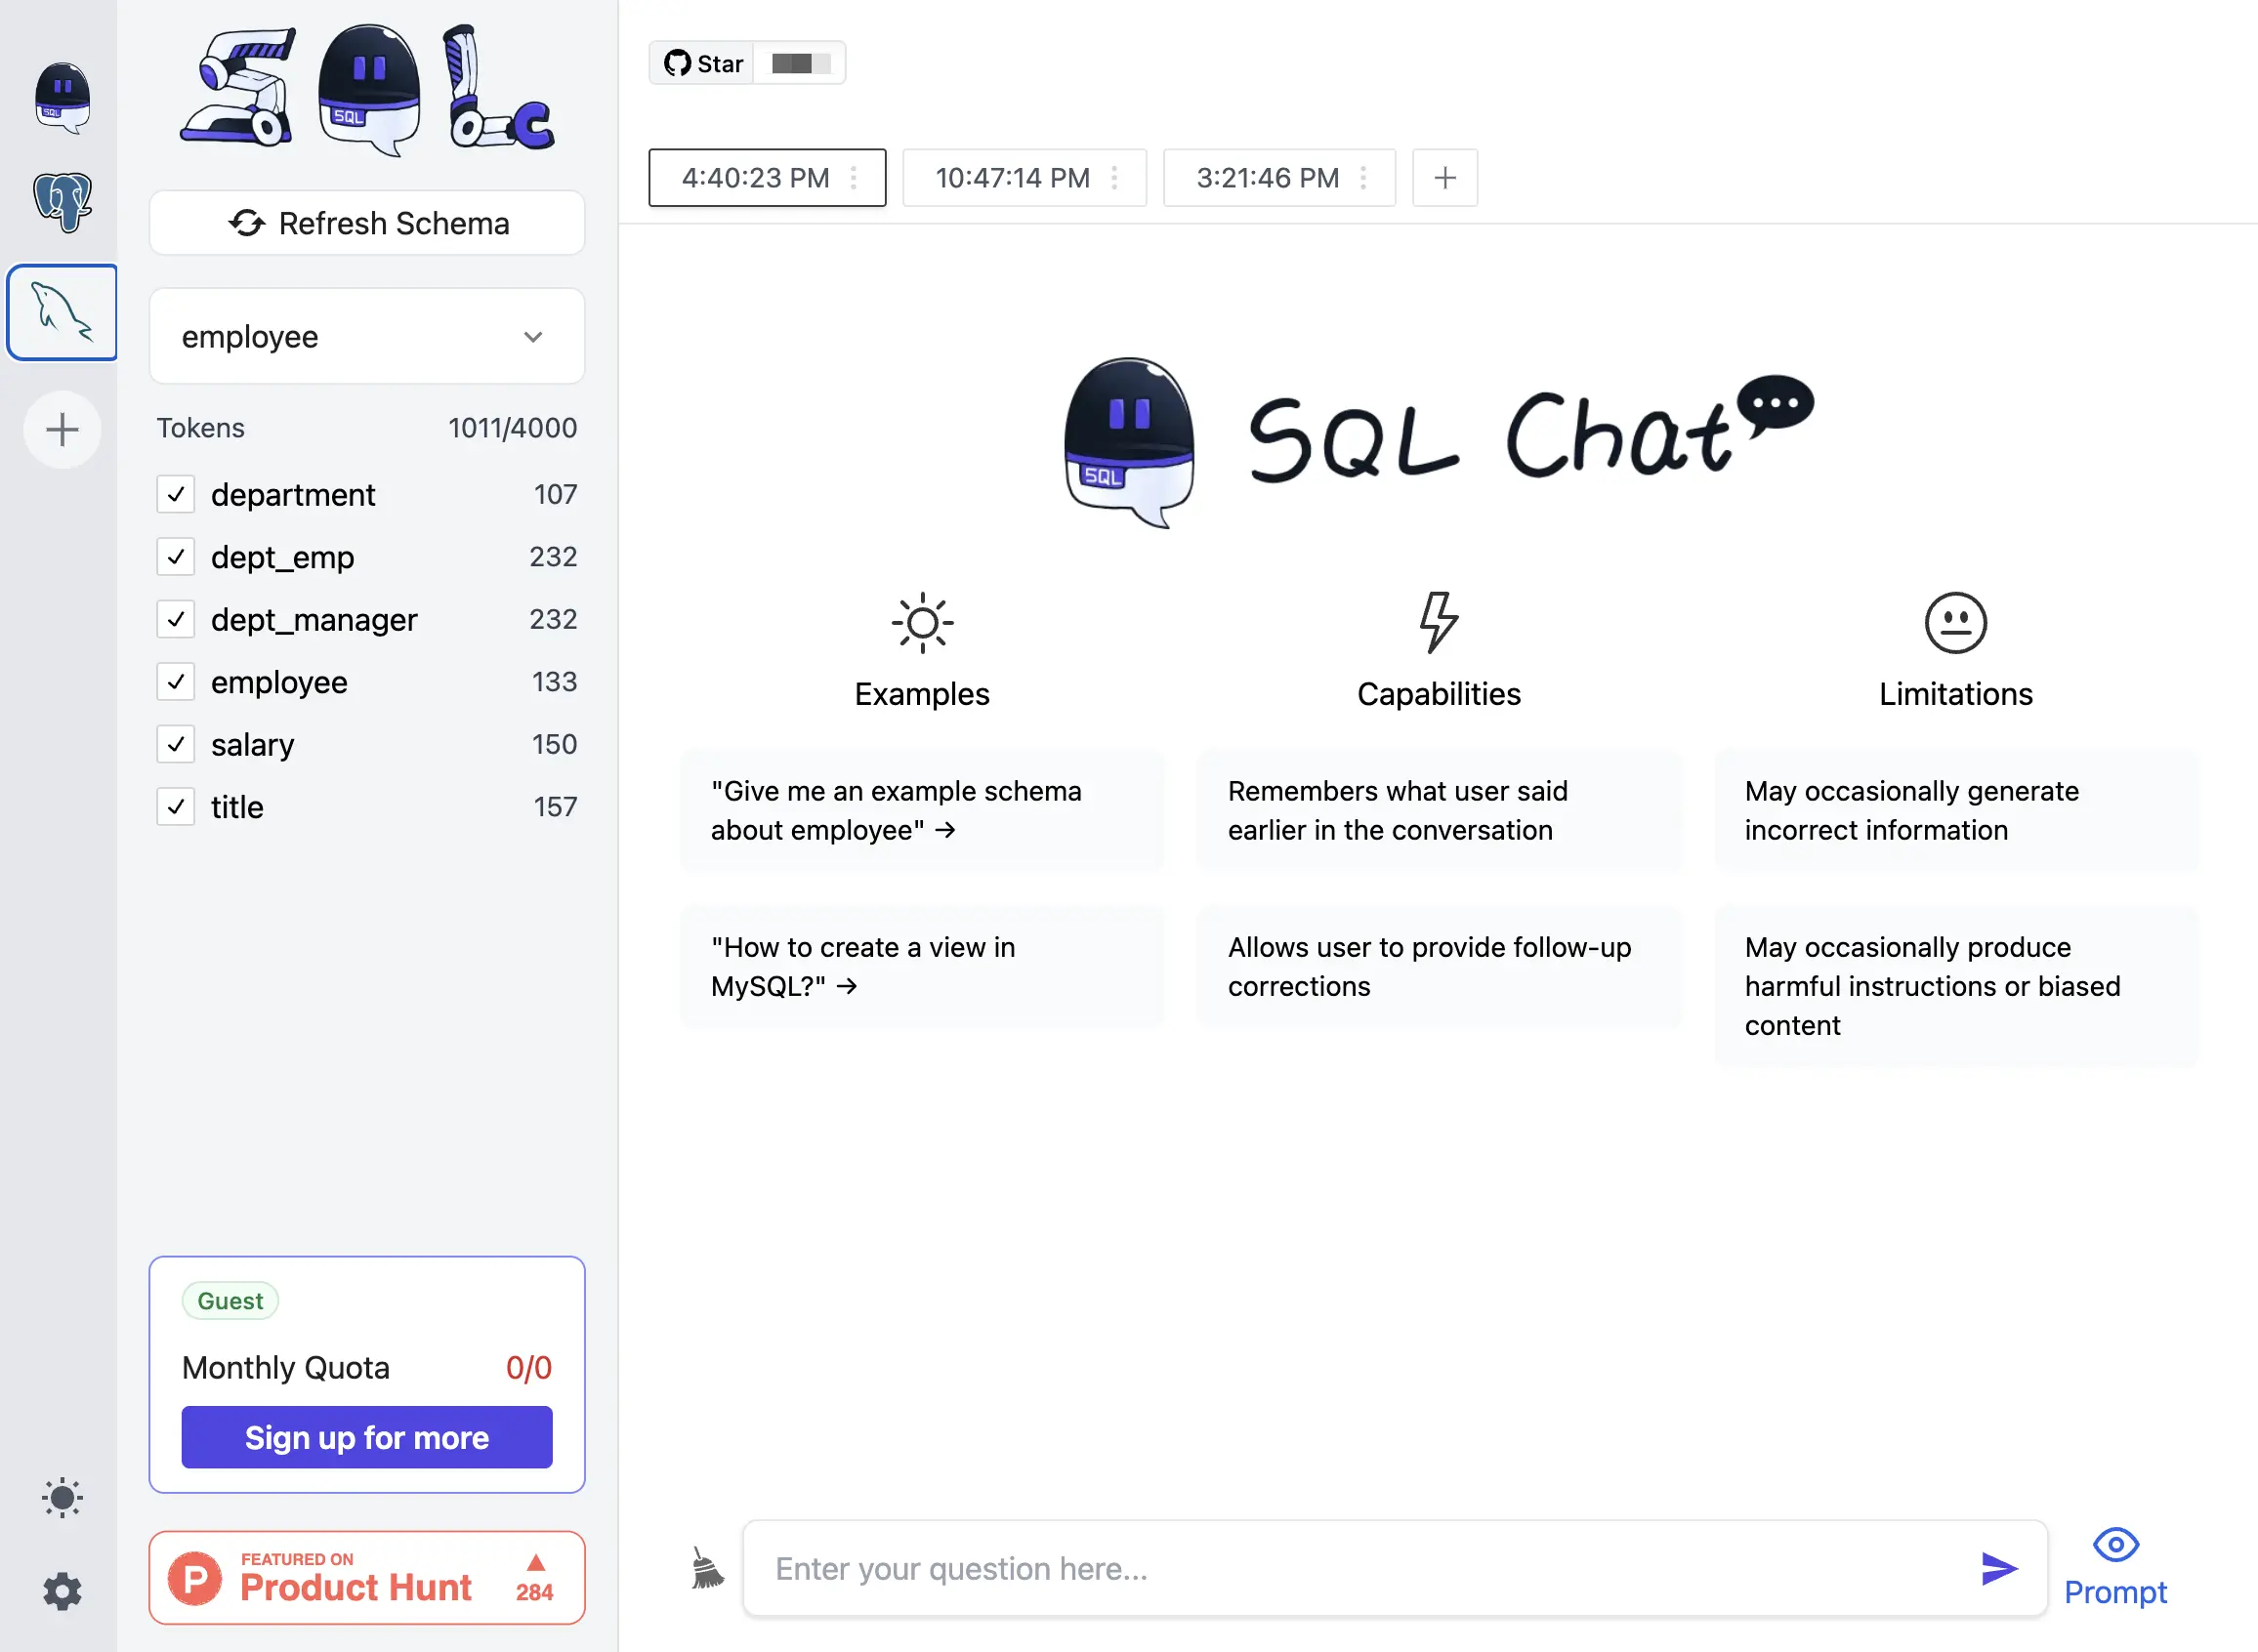 SQL
SQL
Refresh Schema
employee
Tokens 1011/4000
department 107
dept_emp 232
dept_manager 232
employee 133
salary 150
title 157
Guest
Monthly Quota 0/0
Sign up for more
FEATURED ON
Product Hunt
284
Star
4:40:23 PM 10:47:14 PM 3:21:46 PM
SQL
SQL Chat
Examples
"Give me an example schema
about employee" →
"How to create a view in
MySQL?" →
Capabilities
Remembers what user said
earlier in the conversation
Allows user to provide follow-up
corrections
Limitations
May occasionally generate
incorrect information
May occasionally produce
harmful instructions or biased
content
Enter your question here...
Prompt